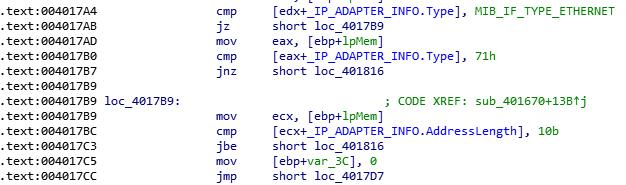 .text:004017A4 cmp [edx+_IP_ADAPTER_INFO.Type], MIB_IF_TYPE_ETHERNET
.text:004017AB jz short loc_4017B9
.text:004017AD mov eax, [ebp+lpMem]
.text:004017B0 cmp [eax+_IP_ADAPTER_INFO.Type], 71h
.text:004017B7 jnz short loc_401816
.text:004017B9
.text:004017B9 loc_4017B9: ; CODE XREF: sub_401670+13B↑j
.text:004017B9 mov ecx, [ebp+lpMem]
.text:004017BC cmp [ecx+_IP_ADAPTER_INFO.AddressLength], 10b
.text:004017C3 jbe short loc_401816
.text:004017C5 mov [ebp+var_3C], 0
.text:004017CC jmp short loc_4017D7